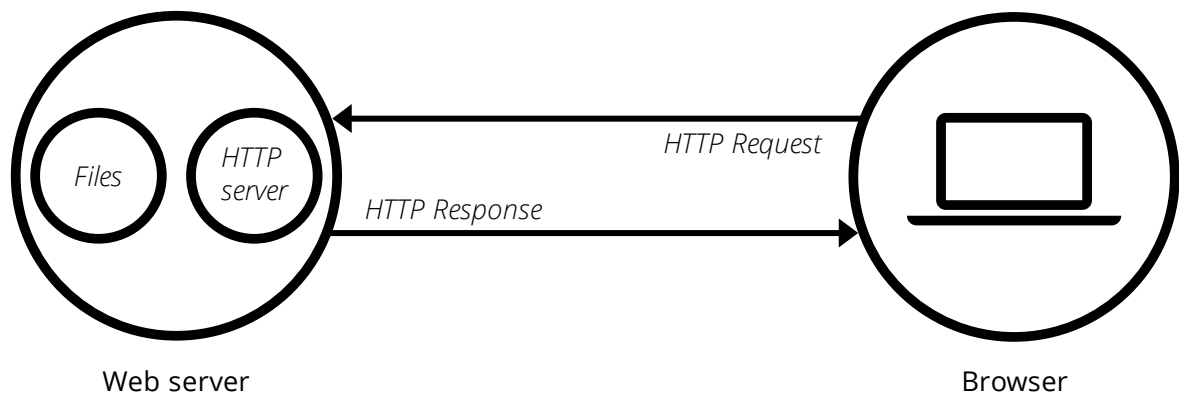 Files
HTTP
server
HTTP Request
HTTP Response
Web server
Browser